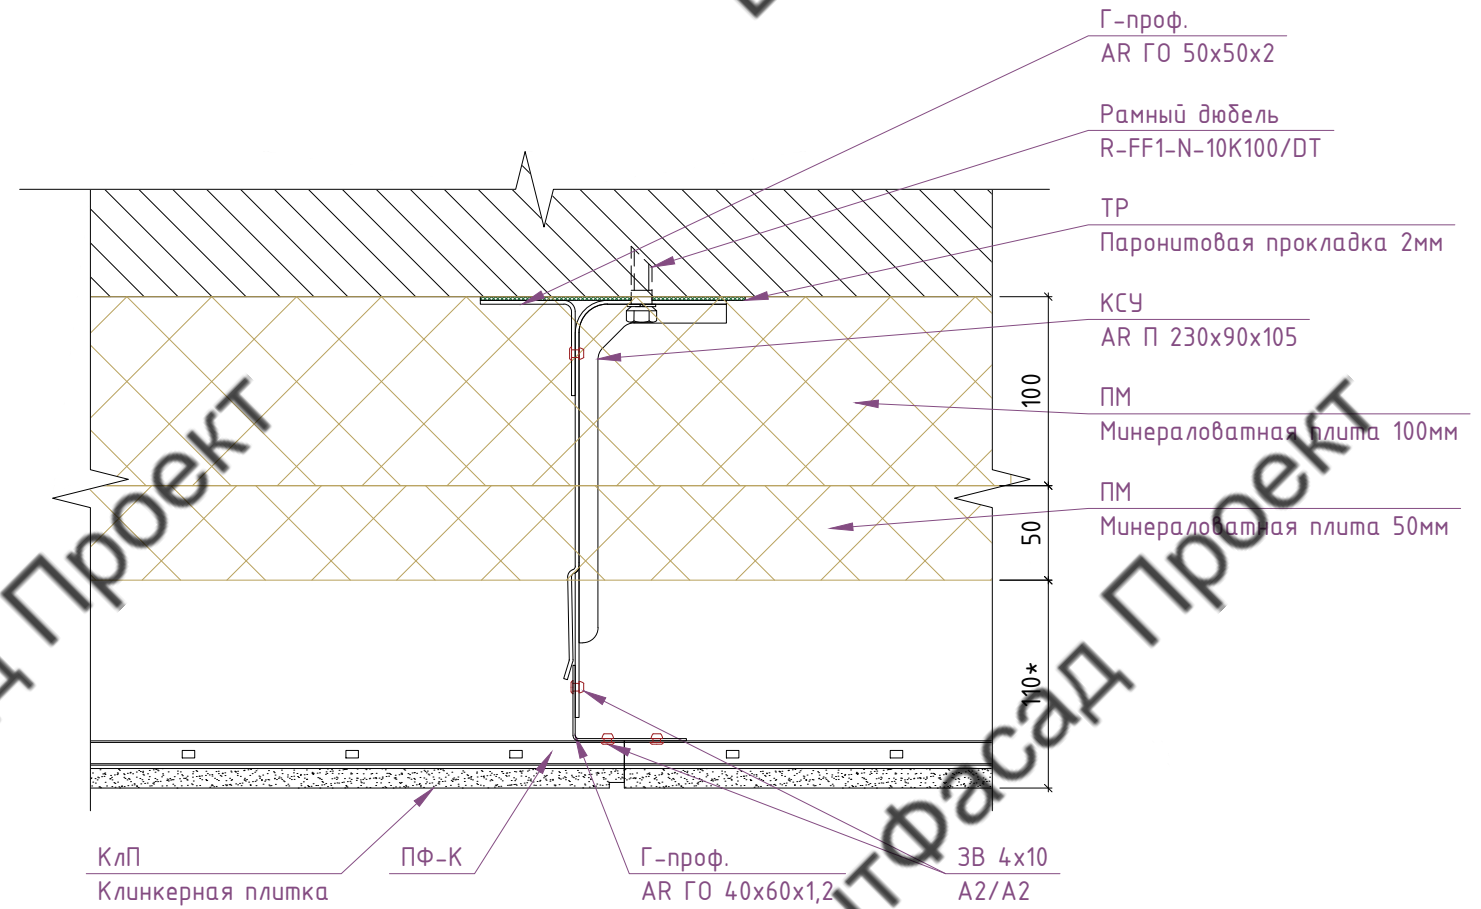 Г-проф.
AR ГО 50х50х2
Рамный дюбель
R-FF1-N-10K100/DT
ТР
Паронитовая прокладка 2мм
КСУ
AR П 230х90х105
ПМ
Минераловатная плита 100мм
ПМ
Минераловатная плита 50мм
100
50
110*
КлП
Клинкерная плитка
ПФ-К
Г-проф.
AR ГО 40х60х1,2
ЗВ 4х10
А2/А2
Проект
Фасад Проект